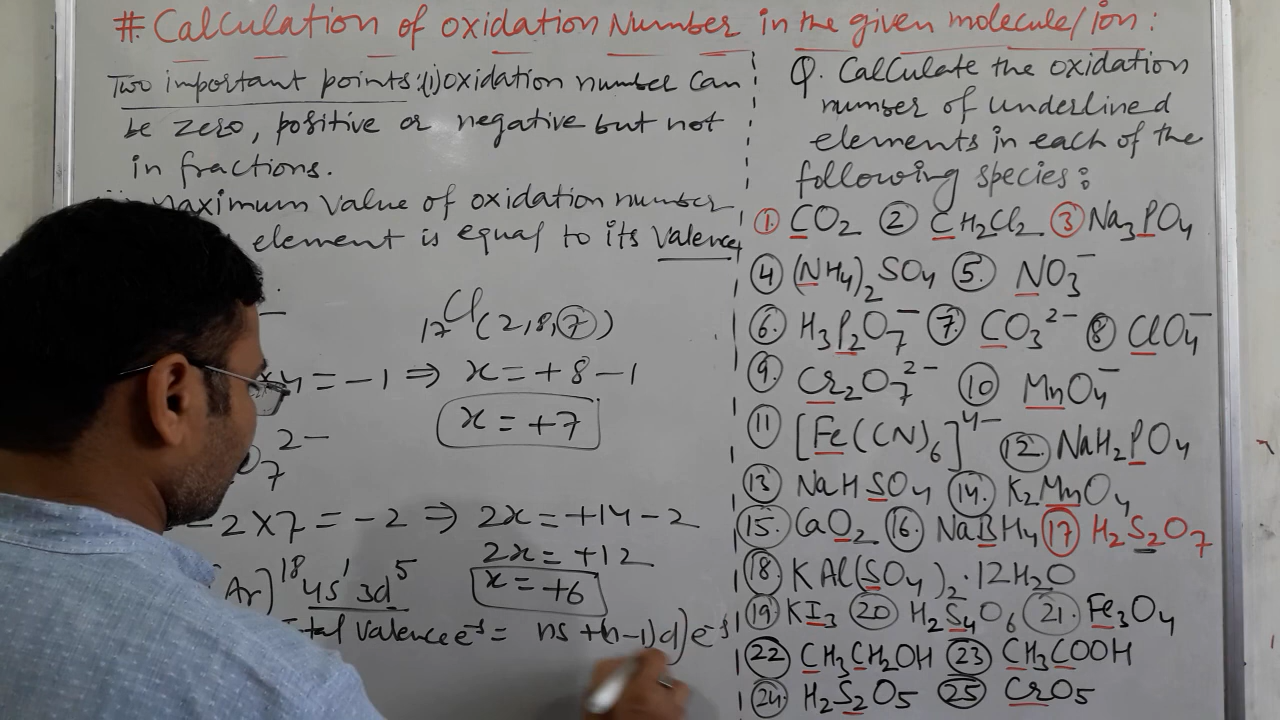 #. Calculation of oxidation Number in the given molecule/ion:
Two important points: (i) oxidation number can
be zero, positive or negative but not
in fractions.
maximum value of oxidation number
element is equal to its valence
₁₇Cl (2,8,7)
= -1 ⇒ x = +8-1
x = +7
₇ 2-
-2×7 = -2 ⇒ 2x = +14-2
2x = +12
x = +6
Ar]¹⁸ 4s¹ 3d⁵
valence e⁻s = ns + (n-1)d) e⁻s
Q. Calculate the oxidation
number of underlined
elements in each of the
following species:
1. CO₂ 2 CH₂Cl₂ 3 Na₃PO₄
4 (NH₄)₂SO₄ 5. NO₃⁻
6. H₃P₂O₇⁻ 7. CO₃²⁻ 8 ClO₄⁻
9 Cr₂O₇²⁻ 10 MnO₄⁻
11 [Fe(CN)₆]⁴⁻ 12. NaH₂PO₄
13 NaHSO₄ 14. K₂MnO₄
15. CaO₂ 16. NaBH₄ 17 H₂S₂O₇
18. KAl(SO₄)₂·12H₂O
19. KI₃ 20 H₂S₄O₆ 21. Fe₃O₄
22 CH₃CH₂OH 23 CH₃COOH
24. H₂S₂O₅ 25 CrO₅